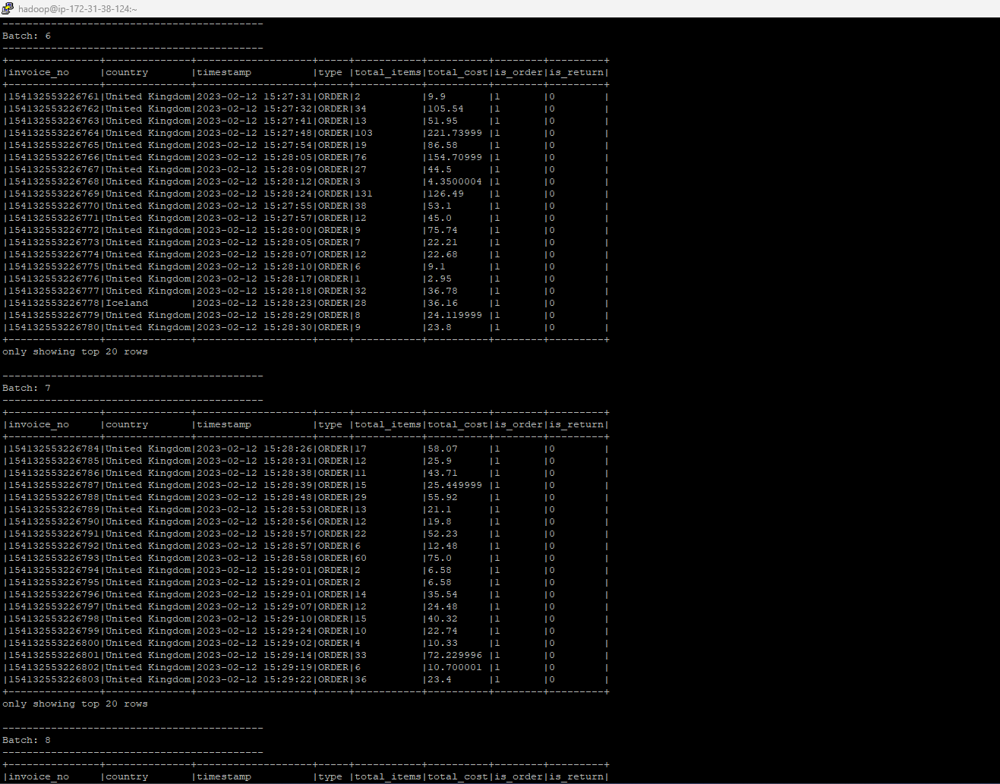 hadoop@ip-172-31-38-124:~
-------------------------------------------
Batch: 6
-------------------------------------------
+---------------+--------------+-------------------+-----+-----------+----------+--------+---------+
|invoice_no     |country       |timestamp          |type |total_items|total_cost|is_order|is_return|
+---------------+--------------+-------------------+-----+-----------+----------+--------+---------+
|154132553226761|United Kingdom|2023-02-12 15:27:31|ORDER|2          |9.9       |1       |0        |
|154132553226762|United Kingdom|2023-02-12 15:27:32|ORDER|34         |105.54    |1       |0        |
|154132553226763|United Kingdom|2023-02-12 15:27:41|ORDER|13         |51.95     |1       |0        |
|154132553226764|United Kingdom|2023-02-12 15:27:48|ORDER|103        |221.73999 |1       |0        |
|154132553226765|United Kingdom|2023-02-12 15:27:54|ORDER|19         |86.58     |1       |0        |
|154132553226766|United Kingdom|2023-02-12 15:28:05|ORDER|76         |154.70999 |1       |0        |
|154132553226767|United Kingdom|2023-02-12 15:28:09|ORDER|27         |44.5      |1       |0        |
|154132553226768|United Kingdom|2023-02-12 15:28:12|ORDER|3          |4.3500004 |1       |0        |
|154132553226769|United Kingdom|2023-02-12 15:28:24|ORDER|131        |126.49    |1       |0        |
|154132553226770|United Kingdom|2023-02-12 15:27:55|ORDER|38         |53.1      |1       |0        |
|154132553226771|United Kingdom|2023-02-12 15:27:57|ORDER|12         |45.0      |1       |0        |
|154132553226772|United Kingdom|2023-02-12 15:28:00|ORDER|9          |75.74     |1       |0        |
|154132553226773|United Kingdom|2023-02-12 15:28:05|ORDER|7          |22.21     |1       |0        |
|154132553226774|United Kingdom|2023-02-12 15:28:07|ORDER|12         |22.68     |1       |0        |
|154132553226775|United Kingdom|2023-02-12 15:28:10|ORDER|6          |9.1       |1       |0        |
|154132553226776|United Kingdom|2023-02-12 15:28:17|ORDER|1          |2.95      |1       |0        |
|154132553226777|United Kingdom|2023-02-12 15:28:18|ORDER|32         |36.78     |1       |0        |
|154132553226778|Iceland       |2023-02-12 15:28:23|ORDER|28         |36.16     |1       |0        |
|154132553226779|United Kingdom|2023-02-12 15:28:29|ORDER|8          |24.119999 |1       |0        |
|154132553226780|United Kingdom|2023-02-12 15:28:30|ORDER|9          |23.8      |1       |0        |
+---------------+--------------+-------------------+-----+-----------+----------+--------+---------+
only showing top 20 rows
-------------------------------------------
Batch: 7
-------------------------------------------
+---------------+--------------+-------------------+-----+-----------+----------+--------+---------+
|invoice_no     |country       |timestamp          |type |total_items|total_cost|is_order|is_return|
+---------------+--------------+-------------------+-----+-----------+----------+--------+---------+
|154132553226784|United Kingdom|2023-02-12 15:28:26|ORDER|17         |58.07     |1       |0        |
|154132553226785|United Kingdom|2023-02-12 15:28:31|ORDER|12         |25.9      |1       |0        |
|154132553226786|United Kingdom|2023-02-12 15:28:38|ORDER|11         |43.71     |1       |0        |
|154132553226787|United Kingdom|2023-02-12 15:28:39|ORDER|15         |25.449999 |1       |0        |
|154132553226788|United Kingdom|2023-02-12 15:28:48|ORDER|29         |55.92     |1       |0        |
|154132553226789|United Kingdom|2023-02-12 15:28:53|ORDER|13         |21.1      |1       |0        |
|154132553226790|United Kingdom|2023-02-12 15:28:56|ORDER|12         |19.8      |1       |0        |
|154132553226791|United Kingdom|2023-02-12 15:28:57|ORDER|22         |52.23     |1       |0        |
|154132553226792|United Kingdom|2023-02-12 15:28:57|ORDER|6          |12.48     |1       |0        |
|154132553226793|United Kingdom|2023-02-12 15:28:58|ORDER|60         |75.0      |1       |0        |
|154132553226794|United Kingdom|2023-02-12 15:29:01|ORDER|2          |6.58      |1       |0        |
|154132553226795|United Kingdom|2023-02-12 15:29:01|ORDER|2          |6.58      |1       |0        |
|154132553226796|United Kingdom|2023-02-12 15:29:01|ORDER|14         |35.54     |1       |0        |
|154132553226797|United Kingdom|2023-02-12 15:29:07|ORDER|12         |24.48     |1       |0        |
|154132553226798|United Kingdom|2023-02-12 15:29:10|ORDER|15         |40.32     |1       |0        |
|154132553226799|United Kingdom|2023-02-12 15:29:24|ORDER|10         |22.74     |1       |0        |
|154132553226800|United Kingdom|2023-02-12 15:29:02|ORDER|4          |10.33     |1       |0        |
|154132553226801|United Kingdom|2023-02-12 15:29:14|ORDER|33         |72.229996 |1       |0        |
|154132553226802|United Kingdom|2023-02-12 15:29:19|ORDER|6          |10.700001 |1       |0        |
|154132553226803|United Kingdom|2023-02-12 15:29:22|ORDER|36         |23.4      |1       |0        |
+---------------+--------------+-------------------+-----+-----------+----------+--------+---------+
only showing top 20 rows
-------------------------------------------
Batch: 8
-------------------------------------------
+---------------+--------------+-------------------+-----+-----------+----------+--------+---------+
|invoice_no     |country       |timestamp          |type |total_items|total_cost|is_order|is_return|